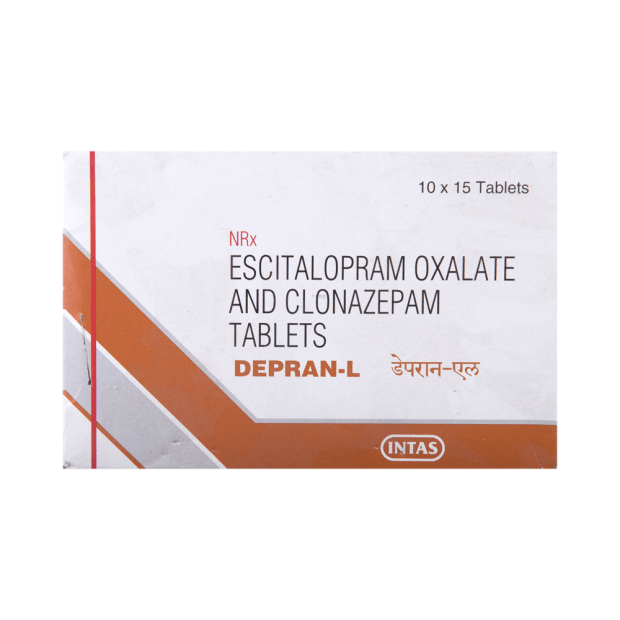 10 x 15 Tablets
NRx
ESCITALOPRAM OXALATE
AND CLONAZEPAM
TABLETS
DEPRAN-L डेपरान-एल
INTAS